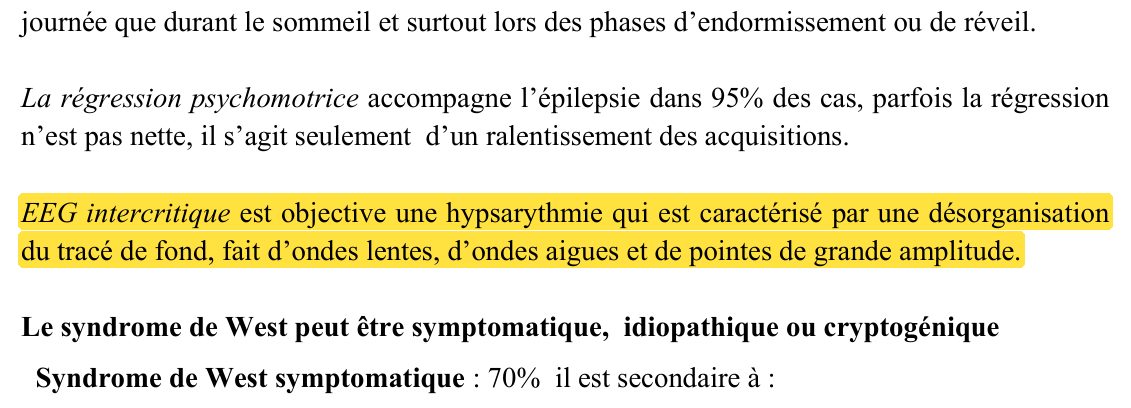 journée que durant le sommeil et surtout lors des phases d’endormissement ou de réveil.
La régression psychomotrice accompagne l’épilepsie dans 95% des cas, parfois la régression
n’est pas nette, il s’agit seulement d’un ralentissement des acquisitions.
EEG intercritique est objective une hypsarythmie qui est caractérisé par une désorganisation
du tracé de fond, fait d’ondes lentes, d’ondes aigues et de pointes de grande amplitude.
Le syndrome de West peut être symptomatique, idiopathique ou cryptogénique
Syndrome de West symptomatique : 70% il est secondaire à :